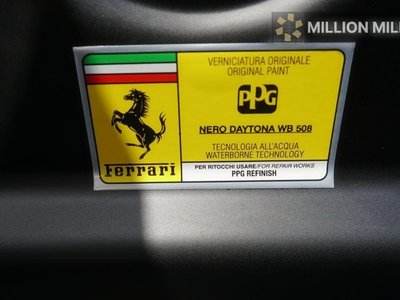 MILLION MIL
VERNICIATURA ORIGINALE
ORIGINAL PAINT
PPG
NERO DAYTONA WB 508
TECNOLOGIA ALL'ACQUA
WATERBORNE TECHNOLOGY
Ferrari
PER RITOCCHI USARE/FOR REPAIR WORKS
PPG REFINISH